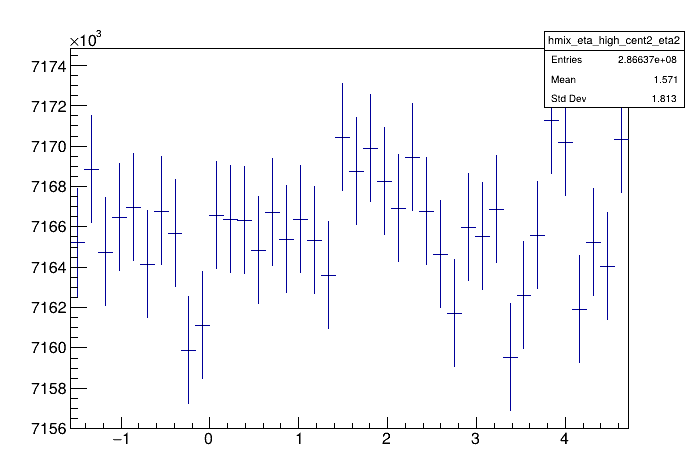 ×10³
hmix_eta_high_cent2_eta2
Entries 2.86637e+08
Mean 1.571
Std Dev 1.813
7174
7172
7170
7168
7166
7164
7162
7160
7158
7156
−1 0 1 2 3 4